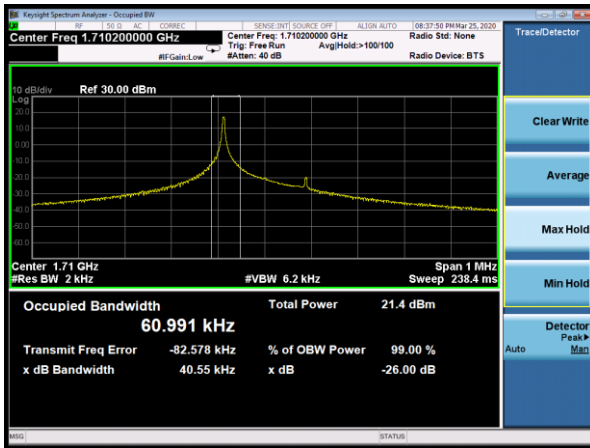 Keysight Spectrum Analyzer - Occupied BW
RF 50 Ω AC CORREC SENSE:INT SOURCE OFF ALIGN AUTO 08:37:50 PM Mar 25, 2020
Center Freq 1.710200000 GHz Center Freq: 1.710200000 GHz Radio Std: None
Trig: Free Run Avg|Hold:>100/100
#IFGain:Low #Atten: 40 dB Radio Device: BTS
Trace/Detector
10 dB/div Ref 30.00 dBm
Log
20.0
10.0
0.00
-10.0
-20.0
-30.0
-40.0
-50.0
-60.0
Center 1.71 GHz Span 1 MHz
#Res BW 2 kHz #VBW 6.2 kHz Sweep 238.4 ms
Occupied Bandwidth Total Power 21.4 dBm
60.991 kHz
Transmit Freq Error -82.578 kHz % of OBW Power 99.00 %
x dB Bandwidth 40.55 kHz x dB -26.00 dB
Clear Write
Average
Max Hold
Min Hold
Detector
Peak▶
Auto Man
MSG STATUS